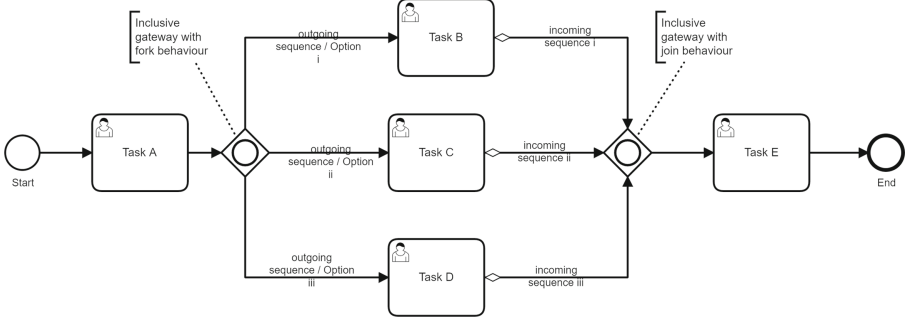 Inclusive
gateway with
fork behaviour
outgoing
sequence / Option
i
Task B
incoming
sequence i
Inclusive
gateway with
join behaviour
Start
Task A
outgoing
sequence / Option
ii
Task C
incoming
sequence ii
Task E
End
outgoing
sequence / Option
iii
Task D
incoming
sequence iii